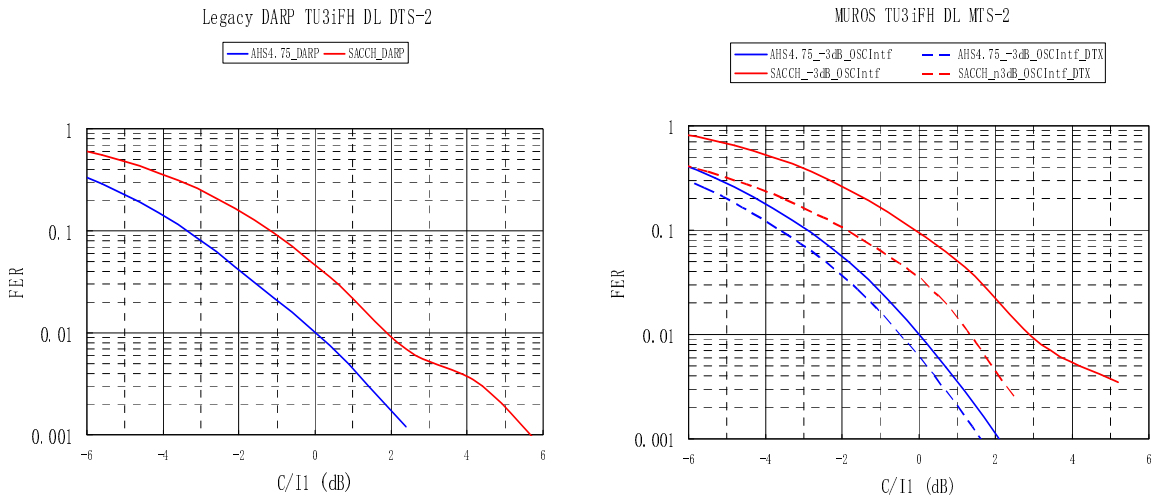 Legacy DARP TU3iFH DL DTS-2
AHS4.75_DARP SACCH_DARP
1
0.1
0.01
0.001
FER
-6 -4 -2 0 2 4 6
C/I1 (dB)
MUROS TU3iFH DL MTS-2
AHS4.75_-3dB_OSCIntf AHS4.75_-3dB_OSCIntf_DTX
SACCH_-3dB_OSCIntf SACCH_n3dB_OSCIntf_DTX
1
0.1
0.01
0.001
FER
-6 -4 -2 0 2 4 6
C/I1 (dB)